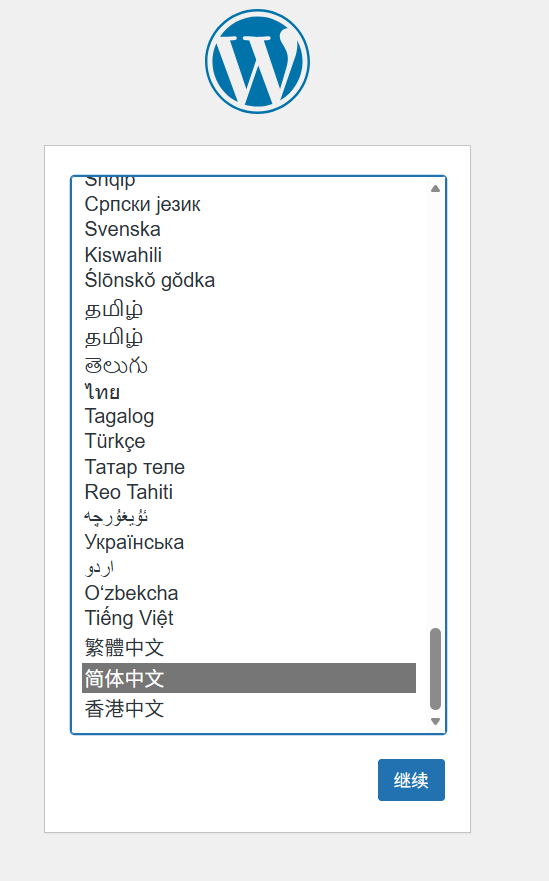 Shqip
Српски језик
Svenska
Kiswahili
Ślōnskŏ gŏdka
தமிழ்
தமிழ்
తెలుగు
ไทย
Tagalog
Türkçe
Татар теле
Reo Tahiti
ئۇيغۇرچە
Українська
اردو
O‘zbekcha
Tiếng Việt
繁體中文
简体中文
香港中文
继续